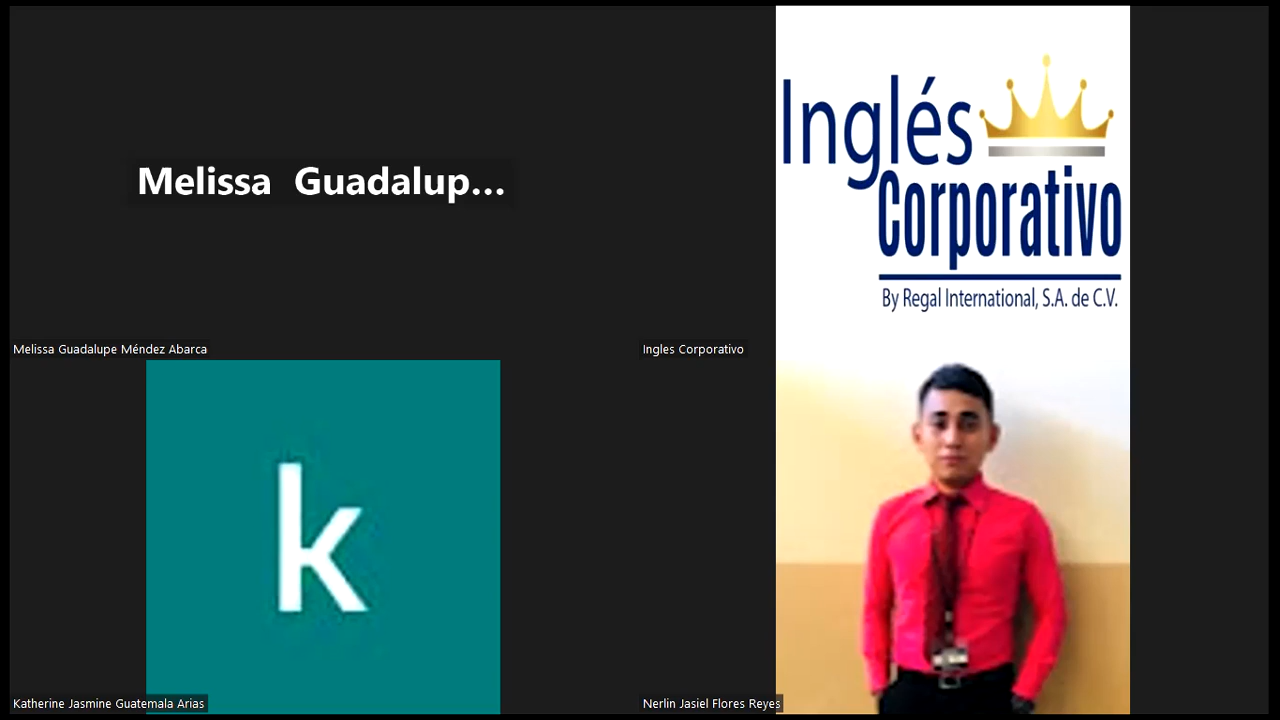 Melissa  Guadalup...
Melissa Guadalupe Méndez Abarca
Inglés
Corporativo
By Regal International, S.A. de C.V.
Ingles Corporativo
k
Katherine Jasmine Guatemala Arias
Nerlin Jasiel Flores Reyes